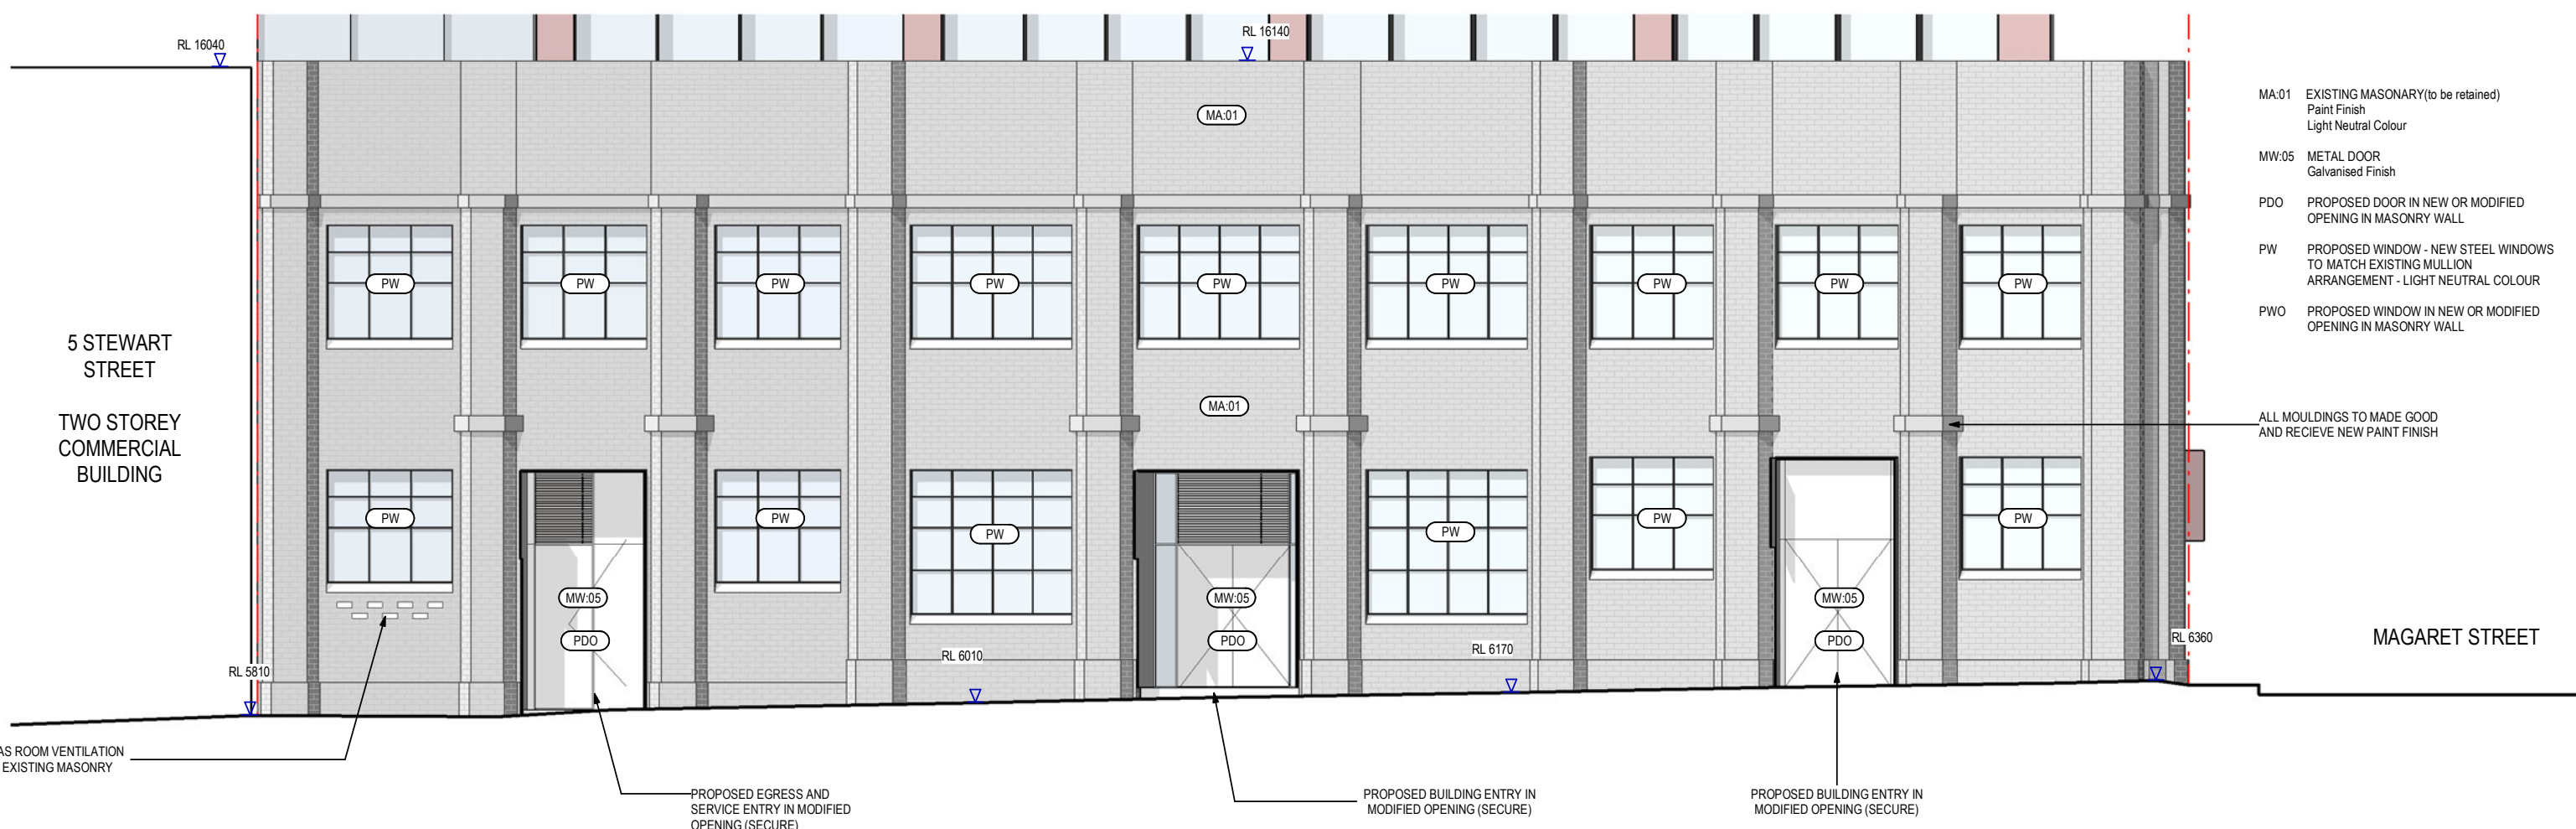 RL 16040
RL 16140
MA:01
MA:01 EXISTING MASONARY(to be retained)
Paint Finish
Light Neutral Colour
MW:05 METAL DOOR
Galvanised Finish
PDO PROPOSED DOOR IN NEW OR MODIFIED
OPENING IN MASONRY WALL
PW PROPOSED WINDOW - NEW STEEL WINDOWS
TO MATCH EXISTING MULLION
ARRANGEMENT - LIGHT NEUTRAL COLOUR
PWO PROPOSED WINDOW IN NEW OR MODIFIED
OPENING IN MASONRY WALL
PW PW PW PW PW PW PW PW PW
5 STEWART
STREET
TWO STOREY
COMMERCIAL
BUILDING
MA:01
ALL MOULDINGS TO MADE GOOD
AND RECIEVE NEW PAINT FINISH
PW PW PW PW PW PW
MW:05 MW:05 MW:05
PDO PDO PDO
MAGARET STREET
RL 5810
RL 6010
RL 6170
RL 6360
AS ROOM VENTILATION
EXISTING MASONRY
PROPOSED EGRESS AND
SERVICE ENTRY IN MODIFIED
OPENING (SECURE)
PROPOSED BUILDING ENTRY IN
MODIFIED OPENING (SECURE)
PROPOSED BUILDING ENTRY IN
MODIFIED OPENING (SECURE)